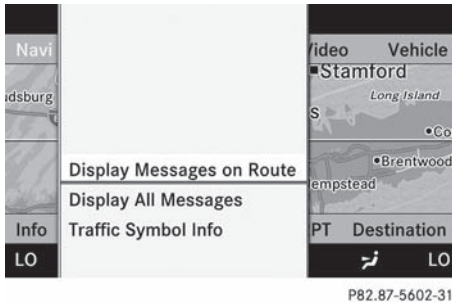 Navi
Video Vehicle
Stamford
Long Island
dsburg
S
Co
Brentwood
Display Messages on Route
empstead
Display All Messages
Info
Traffic Symbol Info
PT Destination
LO
LO
P82.87-5602-31